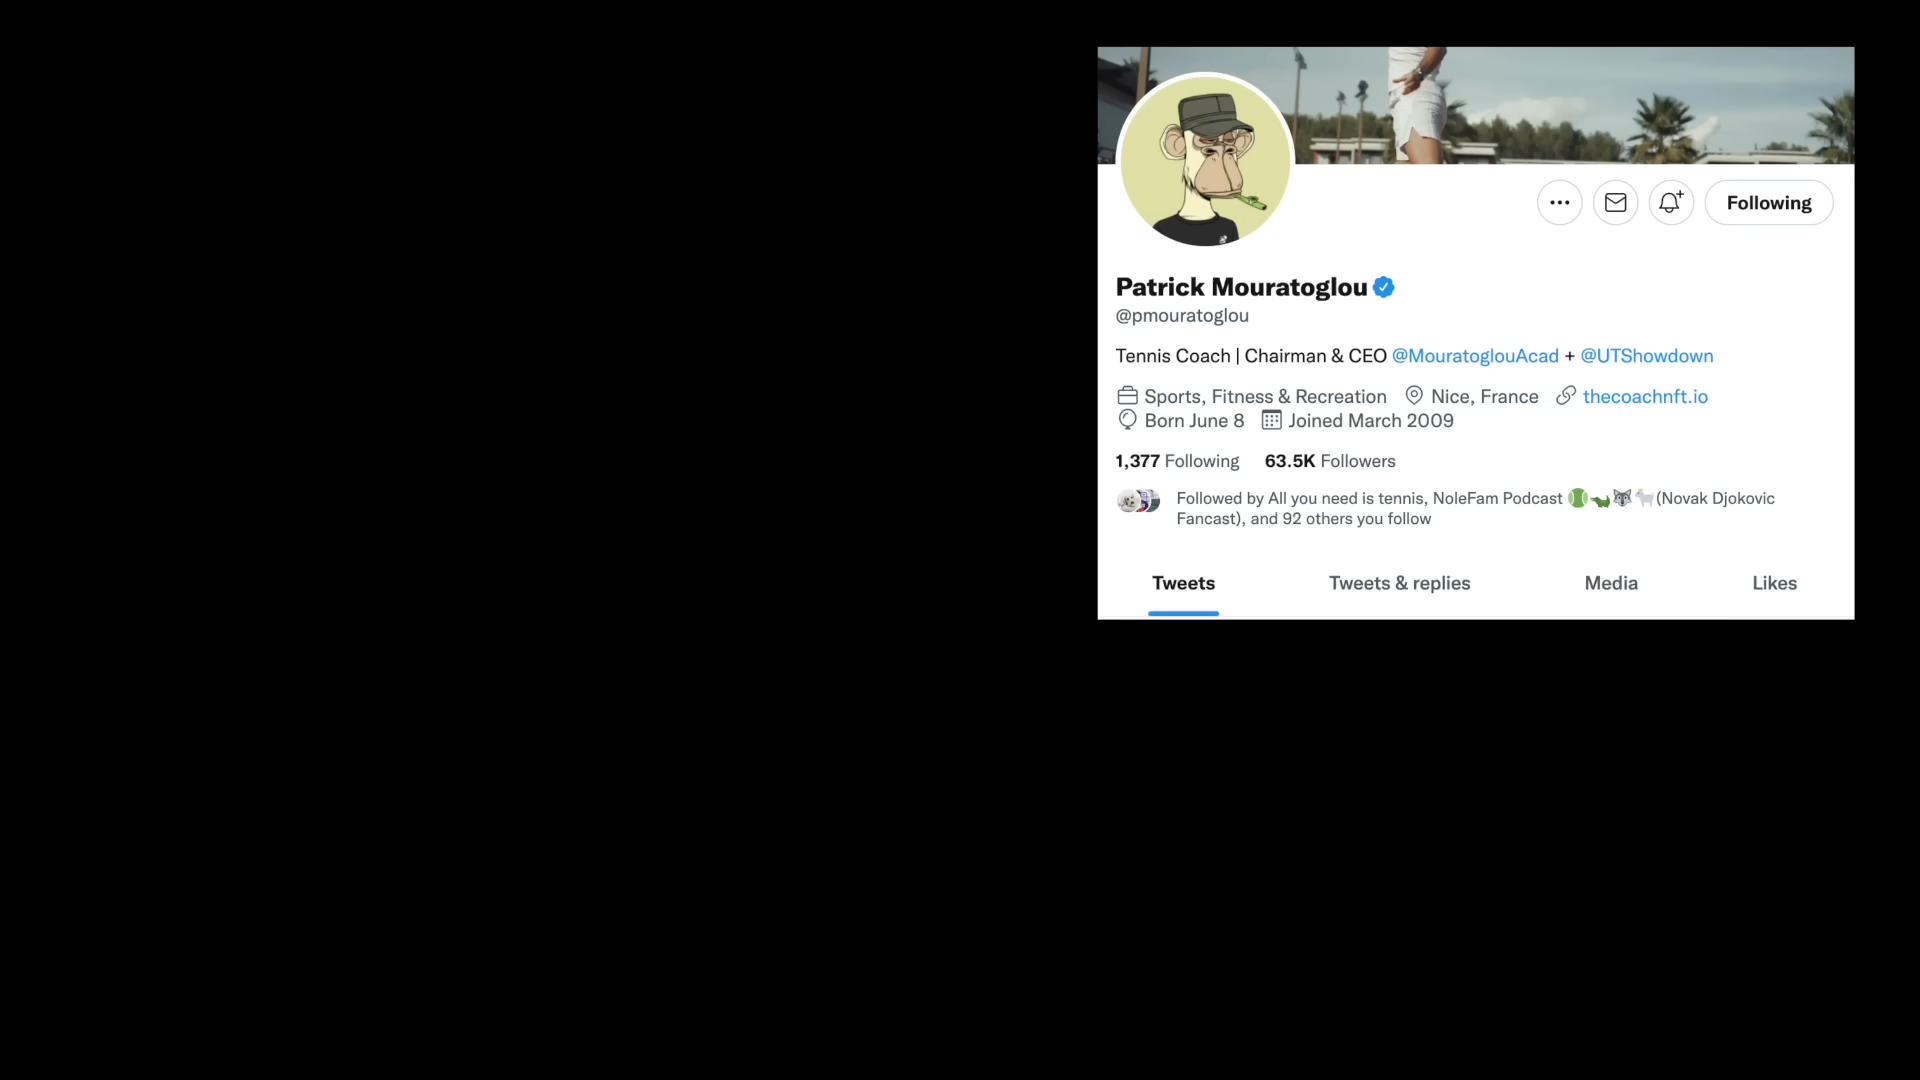 Following
Patrick Mouratoglou
@pmouratoglou
Tennis Coach | Chairman & CEO @MouratoglouAcad + @UTShowdown
Sports, Fitness & Recreation Nice, France thecoachnft.io
Born June 8 Joined March 2009
1,377 Following 63.5K Followers
Followed by All you need is tennis, NoleFam Podcast 🎾🐊🐺🐐(Novak Djokovic
Fancast), and 92 others you follow
Tweets Tweets & replies Media Likes